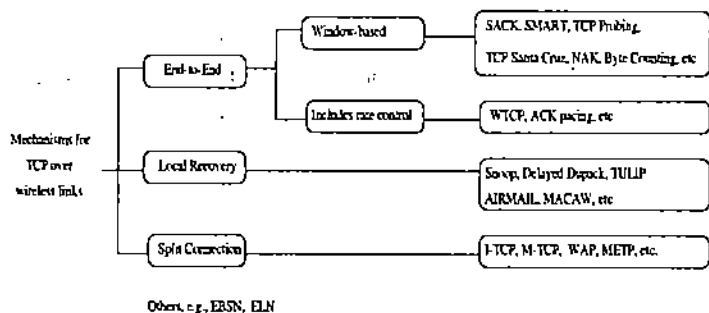 Mechanisms for
TCP over
wireless links
End-to-End
Window-based
SACK, SMART, TCP Probing,
TCP Santa Cruz, NAK, Byte Counting, etc
Includes rate control
WTCP, ACK pacing, etc
Local Recovery
Snoop, Delayed Dupack, TULIP
AIRMAIL, MACAW, etc
Split Connection
I-TCP, M-TCP, WAP, METP, etc.
Others, e.g., EBSN, ELN